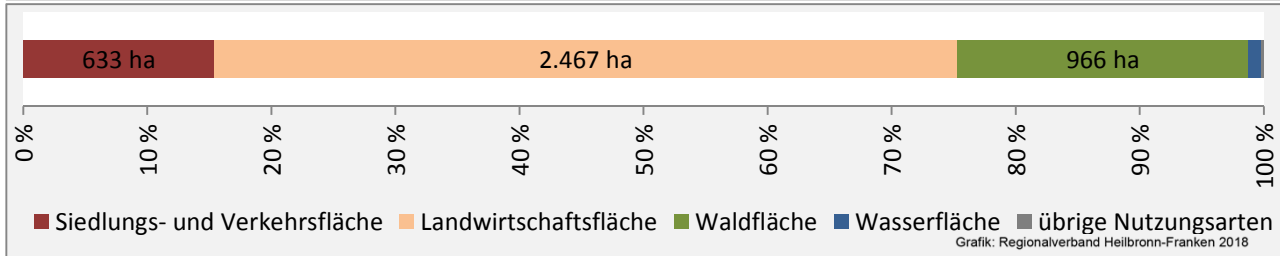 633 ha 2.467 ha 966 ha
0 % 10 % 20 % 30 % 40 % 50 % 60 % 70 % 80 % 90 % 100 %
Siedlungs- und Verkehrsfläche Landwirtschaftsfläche Waldfläche Wasserfläche übrige Nutzungsarten
Grafik: Regionalverband Heilbronn-Franken 2018